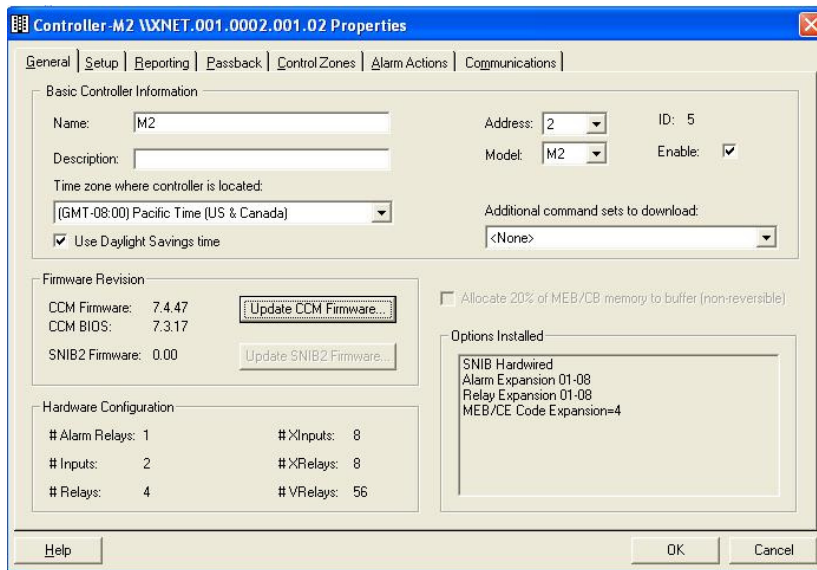 Controller-M2 \\XNET.001.0002.001.02 Properties
General Setup Reporting Passback Control Zones Alarm Actions Communications
Basic Controller Information
Name: M2
Address: 2
ID: 5
Description:
Model: M2
Enable:
Time zone where controller is located:
(GMT-08:00) Pacific Time (US & Canada)
Additional command sets to download:
<None>
Use Daylight Savings time
Firmware Revision
CCM Firmware: 7.4.47
Update CCM Firmware...
CCM BIOS: 7.3.17
SNIB2 Firmware: 0.00
Update SNIB2 Firmware...
Allocate 20% of MEB/CB memory to buffer (non-reversible)
Options Installed
SNIB Hardwired
Alarm Expansion 01-08
Relay Expansion 01-08
MEB/CE Code Expansion=4
Hardware Configuration
# Alarm Relays: 1
# XInputs: 8
# Inputs: 2
# XRelays: 8
# Relays: 4
# VRelays: 56
Help
OK
Cancel